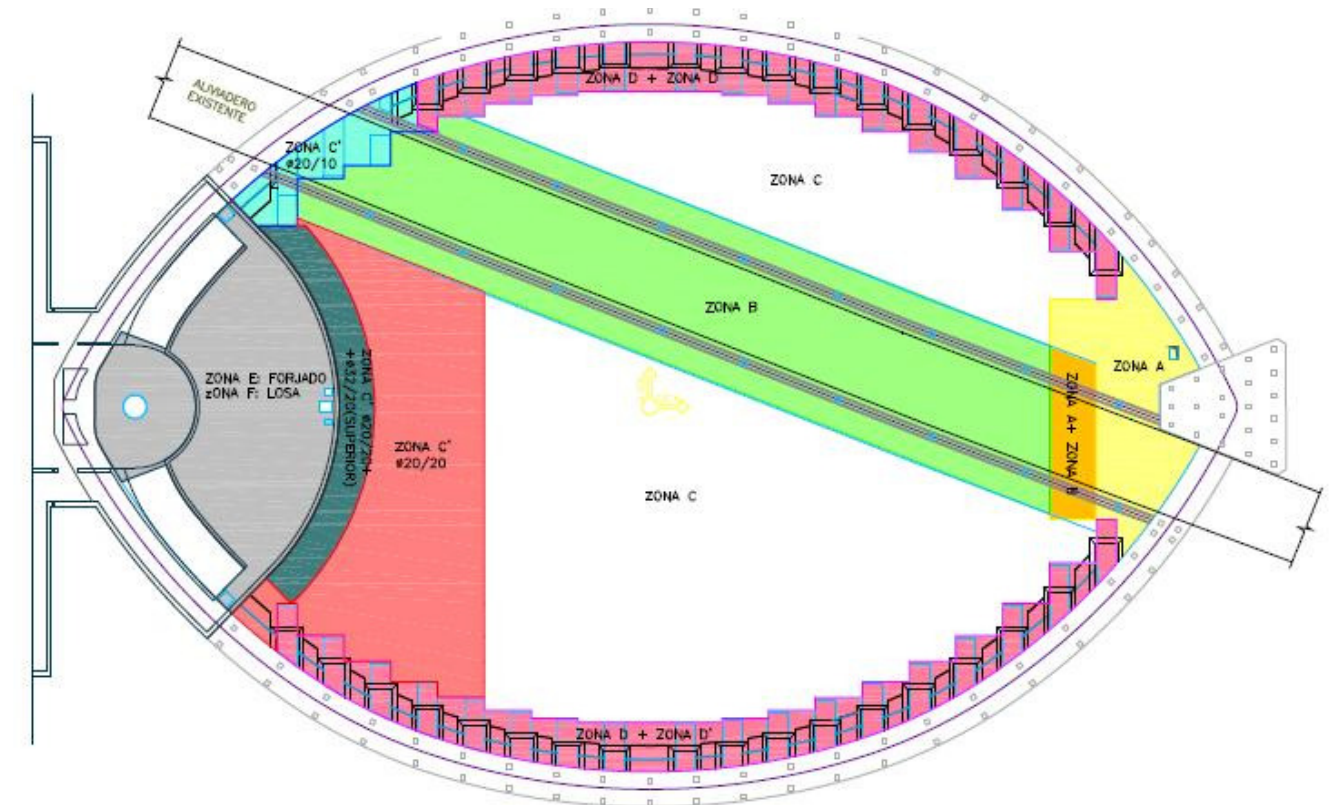 ALIVIADERO
EXISTENTE
ZONA D + ZONA D
ZONA C'
ø20/10
ZONA C
ZONA B
ZONA A
ZONA A+ ZONA B
ZONA E: FORJADO
zONA F: LOSA
ZONA C' ø20/20+
+ø32/20(SUPERIOR)
ZONA C'
ø20/20
ZONA C
ZONA D + ZONA D'